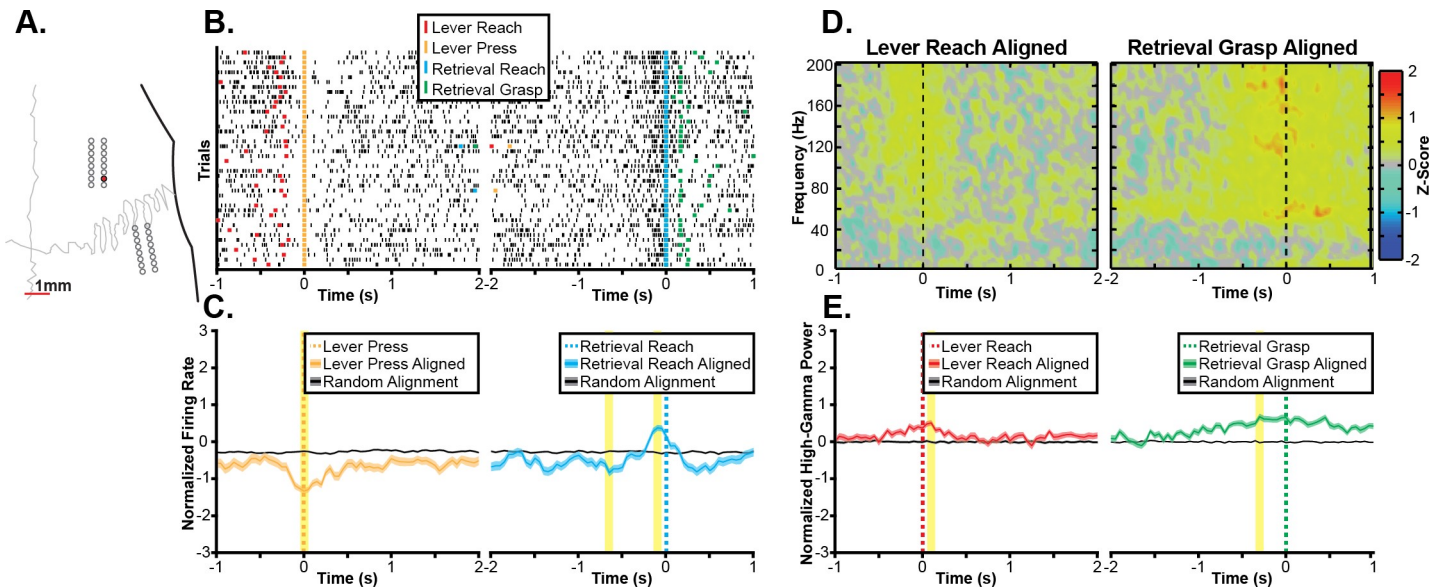 A.
1mm
B.
Lever Reach
Lever Press
Retrieval Reach
Retrieval Grasp
Trials
-1 0 1 2 -2 -1 0 1
Time (s) Time (s)
C.
3
2
1
0
-1
-2
-3
Normalized Firing Rate
Lever Press
Lever Press Aligned
Random Alignment
Retrieval Reach
Retrieval Reach Aligned
Random Alignment
-1 0 1 2 -2 -1 0 1
Time (s) Time (s)
D.
Lever Reach Aligned Retrieval Grasp Aligned
200
160
120
80
40
0
Frequency (Hz)
-1 0 1 2 -2 -1 0 1
Time (s) Time (s)
2
1
0
-1
-2
Z-Score
E.
3
2
1
0
-1
-2
-3
Normalized High-Gamma Power
Lever Reach
Lever Reach Aligned
Random Alignment
Retrieval Grasp
Retrieval Grasp Aligned
Random Alignment
-1 0 1 2 -2 -1 0 1
Time (s) Time (s)